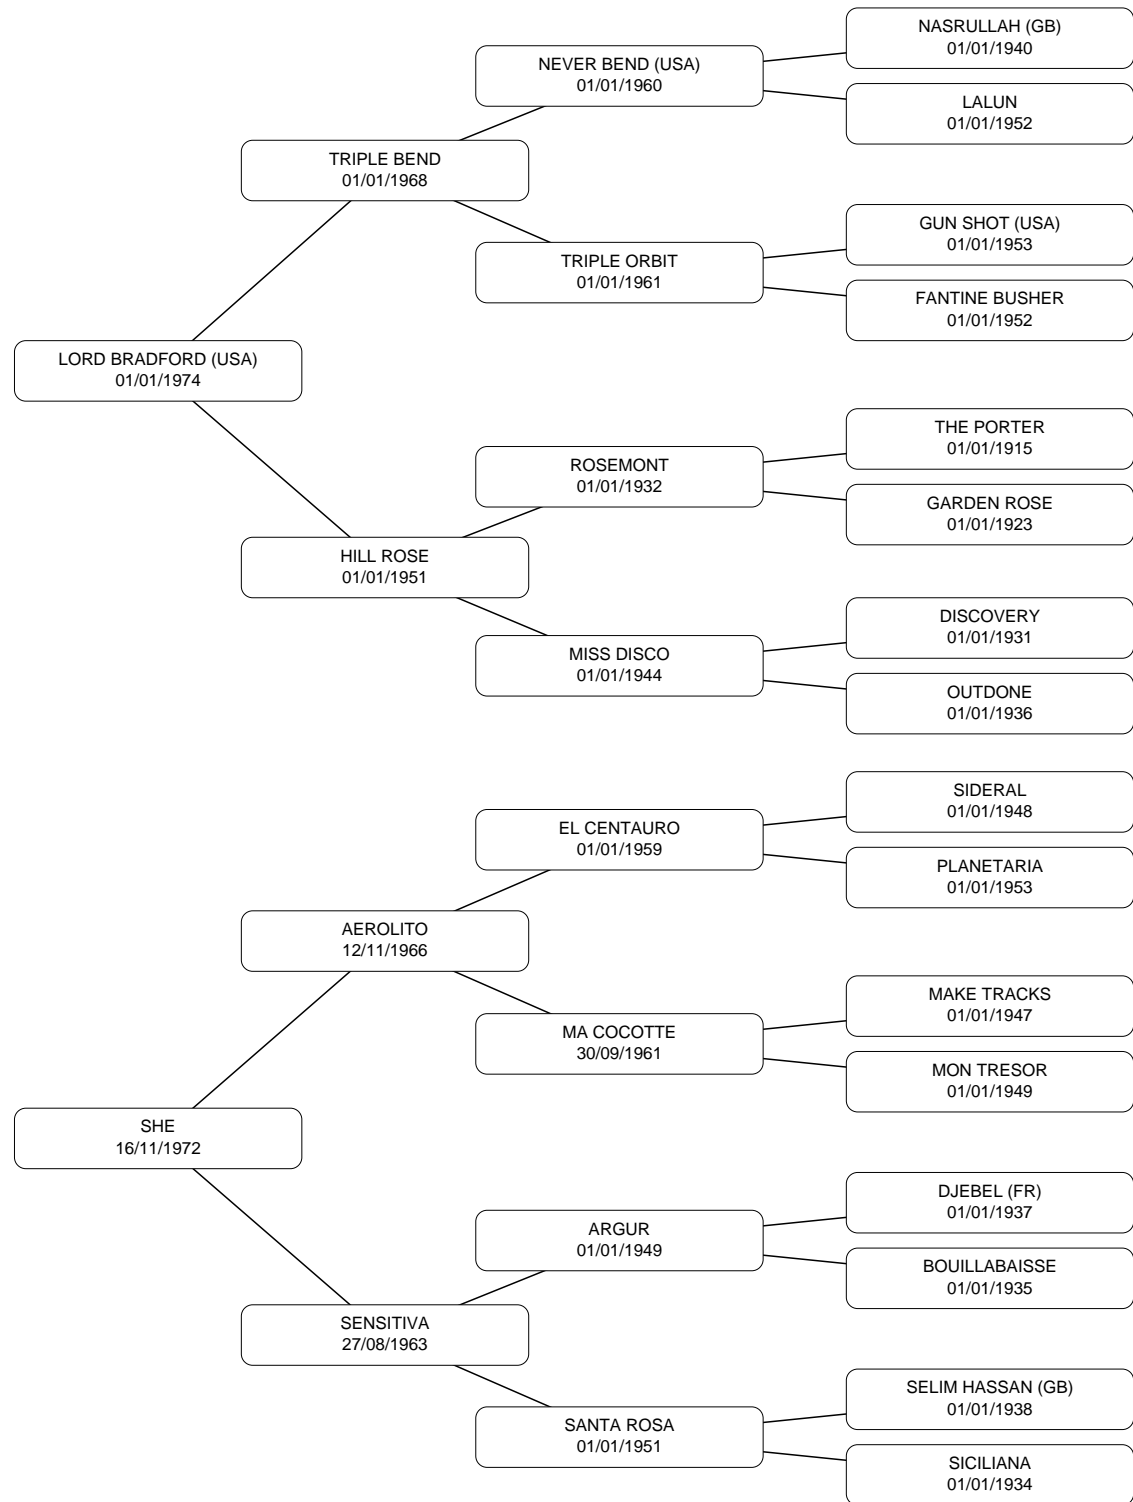 NASRULLAH (GB)
01/01/1940
NEVER BEND (USA)
01/01/1960
LALUN
01/01/1952
TRIPLE BEND
01/01/1968
GUN SHOT (USA)
01/01/1953
TRIPLE ORBIT
01/01/1961
FANTINE BUSHER
01/01/1952
LORD BRADFORD (USA)
01/01/1974
THE PORTER
01/01/1915
ROSEMONT
01/01/1932
GARDEN ROSE
01/01/1923
HILL ROSE
01/01/1951
DISCOVERY
01/01/1931
MISS DISCO
01/01/1944
OUTDONE
01/01/1936
SIDERAL
01/01/1948
EL CENTAURO
01/01/1959
PLANETARIA
01/01/1953
AEROLITO
12/11/1966
MAKE TRACKS
01/01/1947
MA COCOTTE
30/09/1961
MON TRESOR
01/01/1949
SHE
16/11/1972
DJEBEL (FR)
01/01/1937
ARGUR
01/01/1949
BOUILLABAISSE
01/01/1935
SENSITIVA
27/08/1963
SELIM HASSAN (GB)
01/01/1938
SANTA ROSA
01/01/1951
SICILIANA
01/01/1934